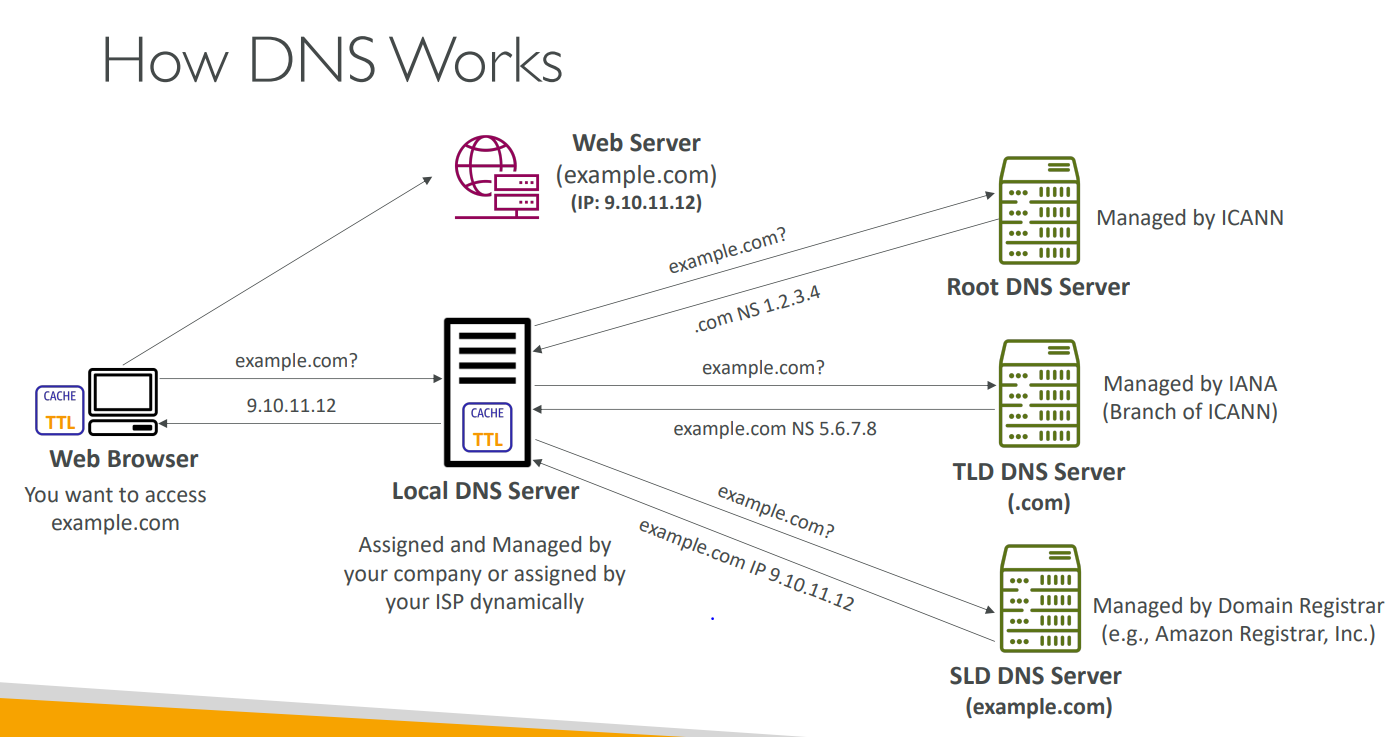 How DNS Works
Web Server
(example.com)
(IP: 9.10.11.12)
example.com?
.com NS 1.2.3.4
Managed by ICANN
Root DNS Server
example.com?
9.10.11.12
CACHE
TTL
Web Browser
You want to access
example.com
CACHE
TTL
Local DNS Server
Assigned and Managed by
your company or assigned by
your ISP dynamically
example.com?
example.com NS 5.6.7.8
Managed by IANA
(Branch of ICANN)
TLD DNS Server
(.com)
example.com?
example.com IP 9.10.11.12
Managed by Domain Registrar
(e.g., Amazon Registrar, Inc.)
SLD DNS Server
(example.com)